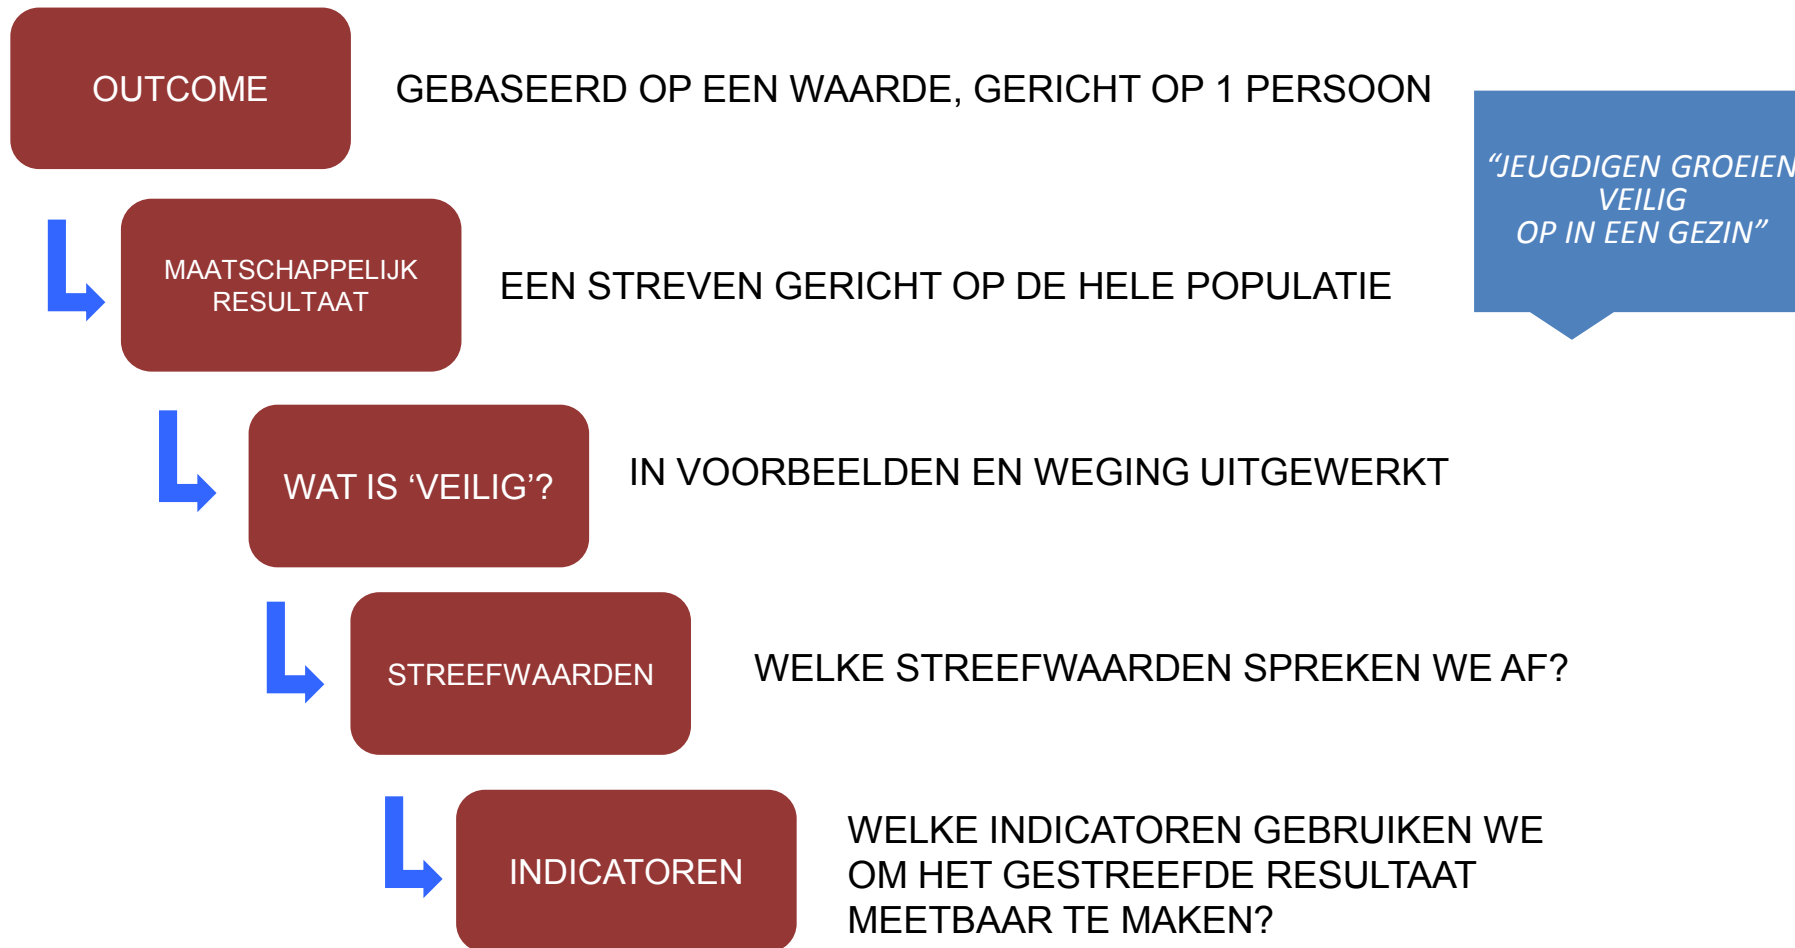 OUTCOME
GEBASEERD OP EEN WAARDE, GERICHT OP 1 PERSOON
“JEUGDIGEN GROEIEN
VEILIG
OP IN EEN GEZIN”
MAATSCHAPPELIJK
RESULTAAT
EEN STREVEN GERICHT OP DE HELE POPULATIE
WAT IS ‘VEILIG’?
IN VOORBEELDEN EN WEGING UITGEWERKT
STREEFWAARDEN
WELKE STREEFWAARDEN SPREKEN WE AF?
INDICATOREN
WELKE INDICATOREN GEBRUIKEN WE
OM HET GESTREEFDE RESULTAAT
MEETBAAR TE MAKEN?